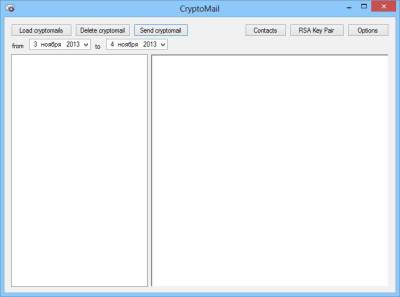 CryptoMail
Load cryptomails Delete cryptomail Send cryptomail Contacts RSA Key Pair Options
from 3 ноября 2013 to 4 ноября 2013